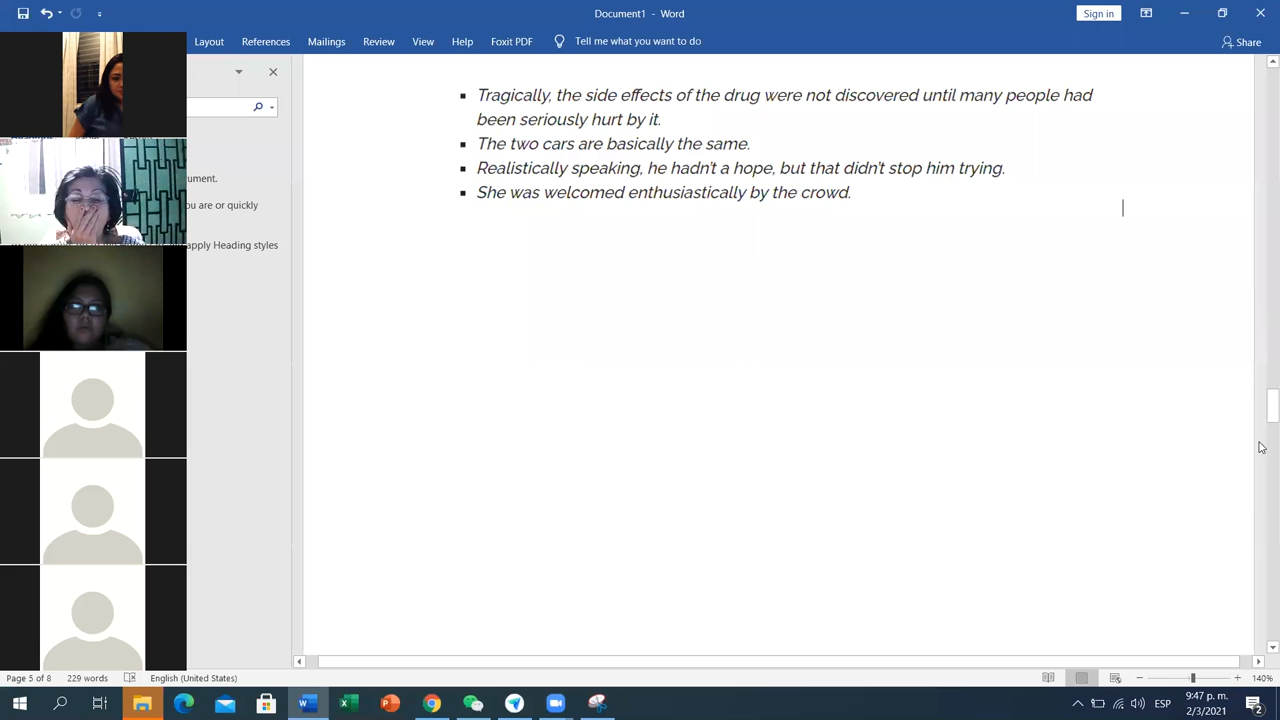 Document1 - Word
Sign in
Layout References Mailings Review View Help Foxit PDF Tell me what you want to do
Share
Tragically, the side effects of the drug were not discovered until many people had
been seriously hurt by it.
The two cars are basically the same.
Realistically speaking, he hadn't a hope, but that didn't stop him trying.
She was welcomed enthusiastically by the crowd.
cument.
ou are or quickly
apply Heading styles
Page 5 of 8 229 words English (United States)
140%
ESP
9:47 p. m.
2/3/2021
2